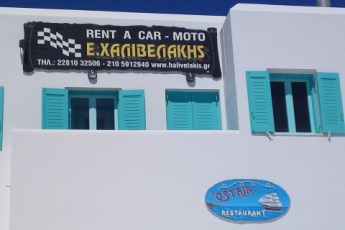 RENT A CAR - MOTO
Ε.ΧΑΛΙΒΕΛΑΚΗΣ
ΤΗΛ.: 22810 32506 - 210 5912940 www.halivelakis.gr
"OSTRIA"
RESTAURANT